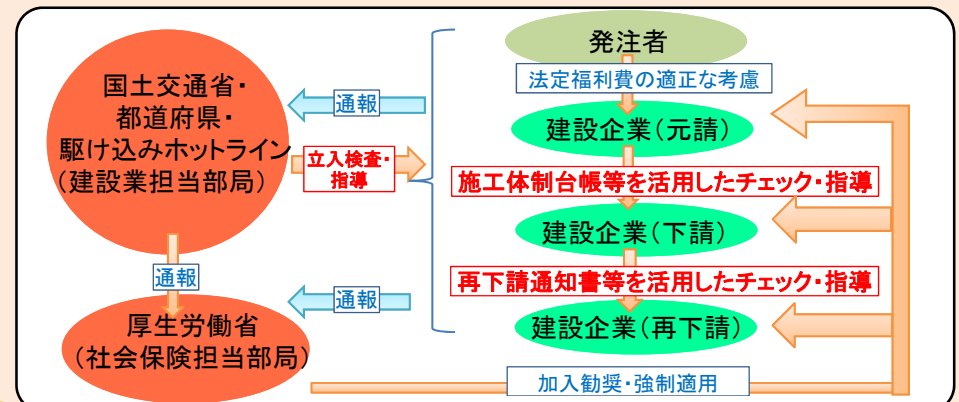 国土交通省・
都道府県・
駆け込みホットライン
(建設業担当部局)
通報
立入検査・
指導
通報
厚生労働省
(社会保険担当部局)
通報
発注者
法定福利費の適正な考慮
建設企業(元請)
施工体制台帳等を活用したチェック・指導
建設企業(下請)
再下請通知書等を活用したチェック・指導
建設企業(再下請)
加入勧奨・強制適用